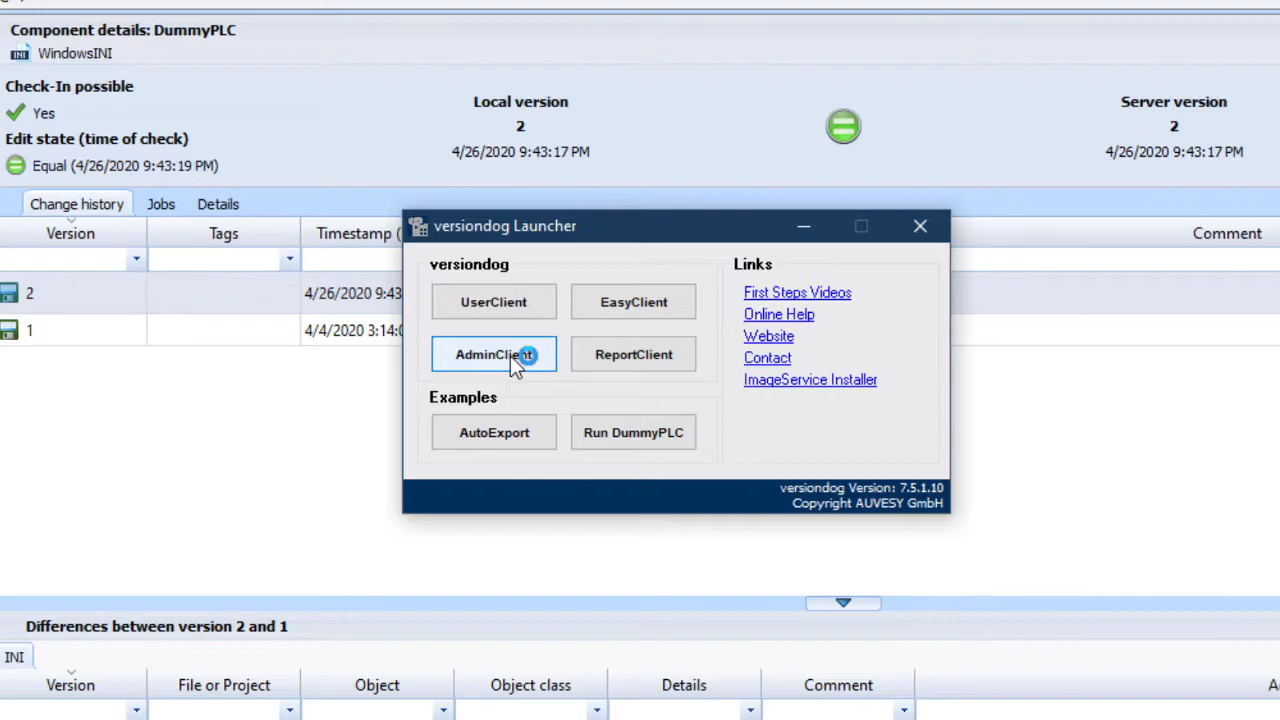 Component details: DummyPLC
INI WindowsINI
Check-In possible
Yes
Edit state (time of check)
Equal (4/26/2020 9:43:19 PM)
Local version
2
4/26/2020 9:43:17 PM
Server version
2
4/26/2020 9:43:17 PM
Change history Jobs Details
Version Tags Timestamp ( Comment
2 4/26/2020 9:43
1 4/4/2020 3:14:0
versiondog Launcher
versiondog
UserClient EasyClient
AdminClient ReportClient
Examples
AutoExport Run DummyPLC
Links
First Steps Videos
Online Help
Website
Contact
ImageService Installer
versiondog Version: 7.5.1.10
Copyright AUVESY GmbH
Differences between version 2 and 1
INI
Version File or Project Object Object class Details Comment